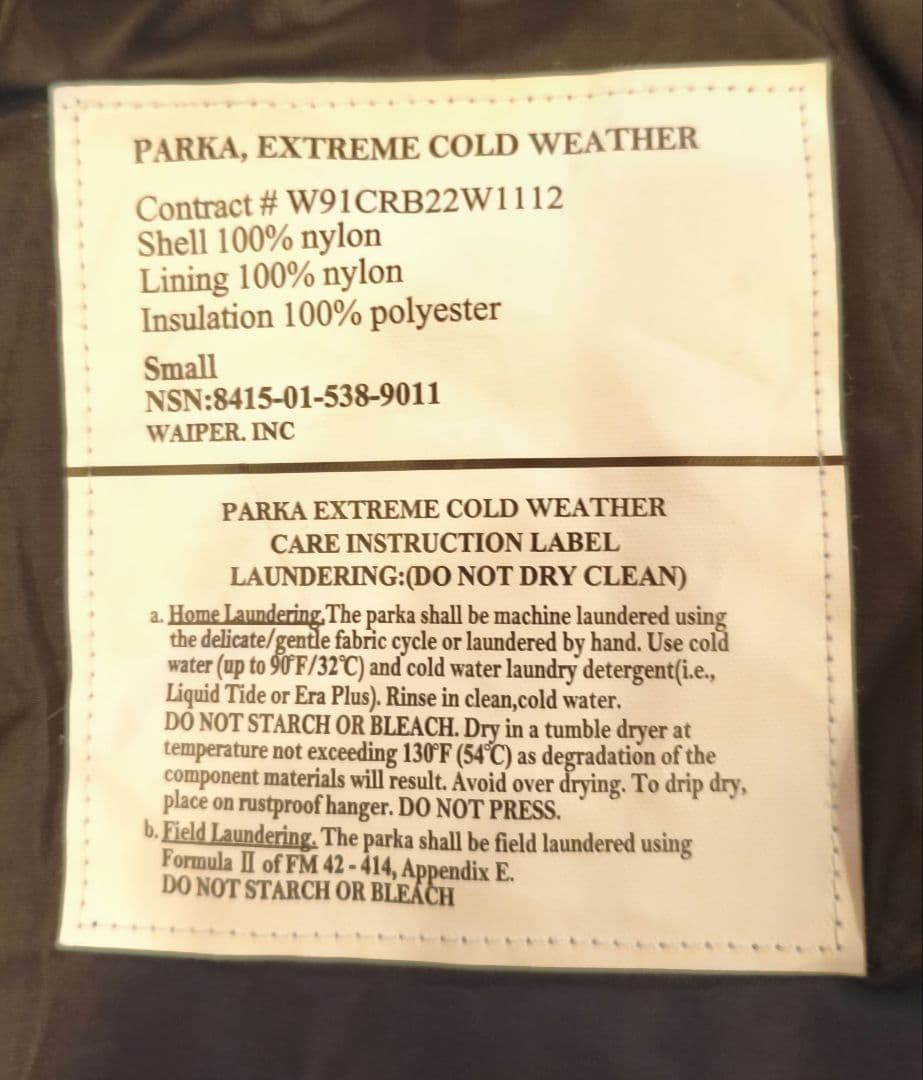 PARKA, EXTREME COLD WEATHER
Contract # W91CRB22W1112
Shell 100% nylon
Lining 100% nylon
Insulation 100% polyester
Small
NSN:8415-01-538-9011
WAIPER. INC
PARKA EXTREME COLD WEATHER
CARE INSTRUCTION LABEL
LAUNDERING:(DO NOT DRY CLEAN)
a. Home Laundering.The parka shall be machine laundered using
the delicate/gentle fabric cycle or laundered by hand. Use cold
water (up to 90℉/32℃) and cold water laundry detergent(i.e.,
Liquid Tide or Era Plus). Rinse in clean,cold water.
DO NOT STARCH OR BLEACH. Dry in a tumble dryer at
temperature not exceeding 130℉ (54℃) as degradation of the
component materials will result. Avoid over drying. To drip dry,
place on rustproof hanger. DO NOT PRESS.
b. Field Laundering. The parka shall be field laundered using
Formula Ⅱ of FM 42 - 414, Appendix E.
DO NOT STARCH OR BLEACH